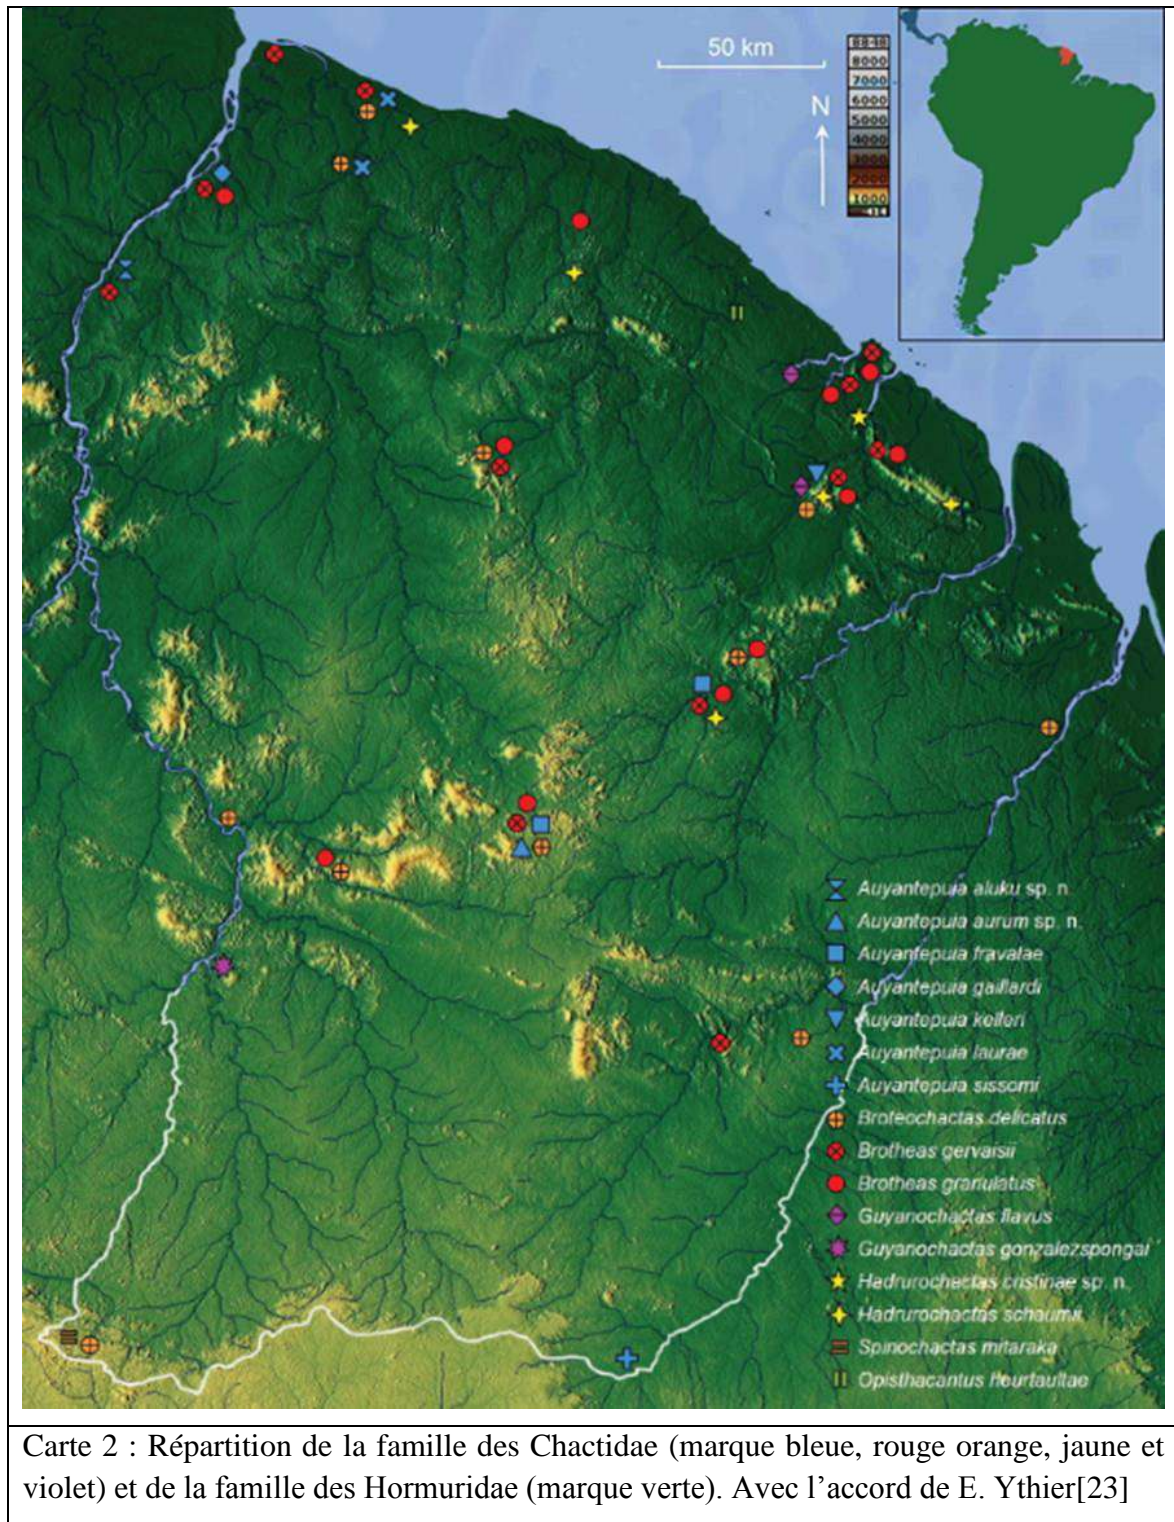 50 km
N
8848
8000
7000
6000
5000
4000
3000
2000
1000
Auyantepuia aluku sp. n.
Auyantepuia aurum sp. n.
Auyantepuia fravalae
Auyantepuia gaillardi
Auyantepuia kelleri
Auyantepuia laurae
Auyantepuia sissomi
Broteochactas delicatus
Brotheas gervaisii
Brotheas granulatus
Guyanochactas flavus
Guyanochactas gonzalezspongai
Hadrurochactas cristinae sp. n.
Hadrurochactas schaumii
Spinochactas mitaraka
Opisthacantus heurtaultae
Carte 2 : Répartition de la famille des Chactidae (marque bleue, rouge orange, jaune et
violet) et de la famille des Hormuridae (marque verte). Avec l’accord de E. Ythier[23]